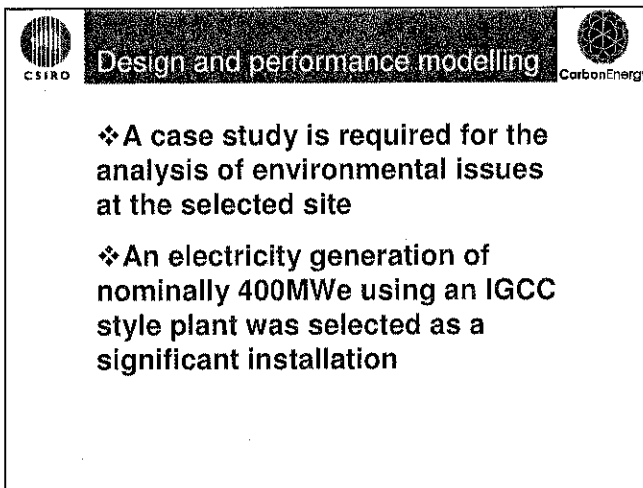 CSIRO
Design and performance modelling
CarbonEnergy
❖A case study is required for the
analysis of environmental issues
at the selected site
❖An electricity generation of
nominally 400MWe using an IGCC
style plant was selected as a
significant installation